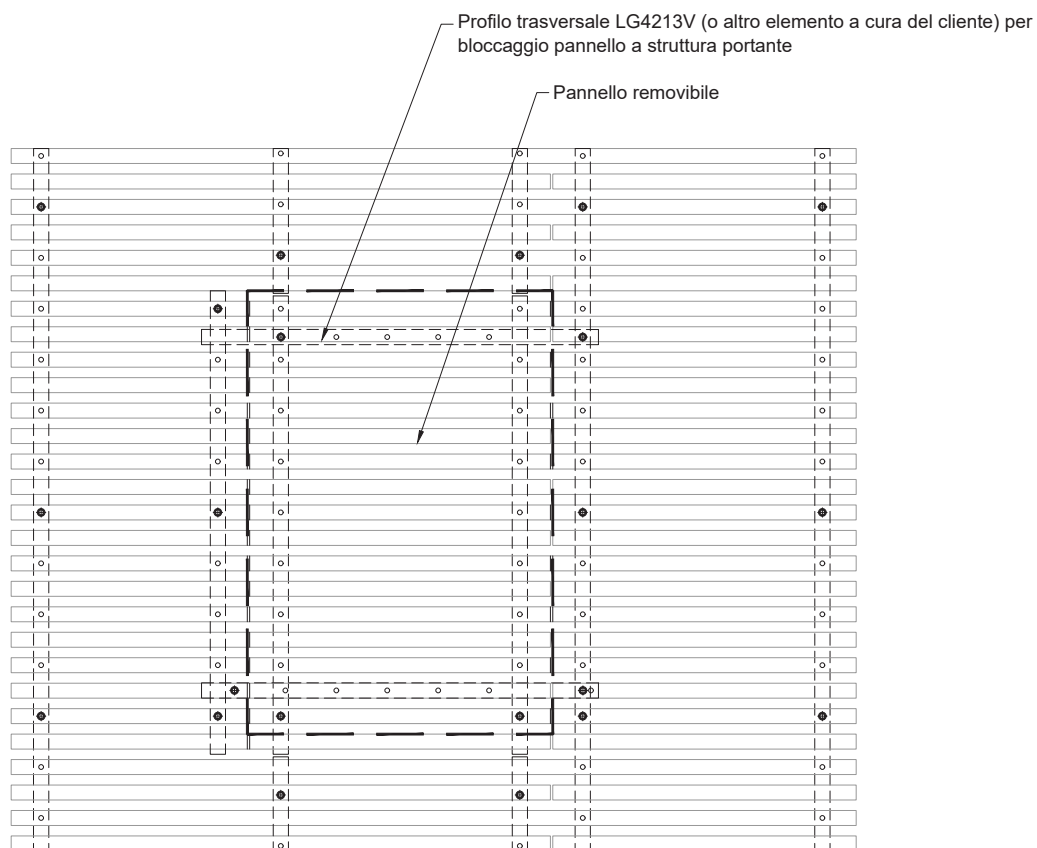 Profilo trasversale LG4213V (o altro elemento a cura del cliente) per
bloccaggio pannello a struttura portante
Pannello removibile